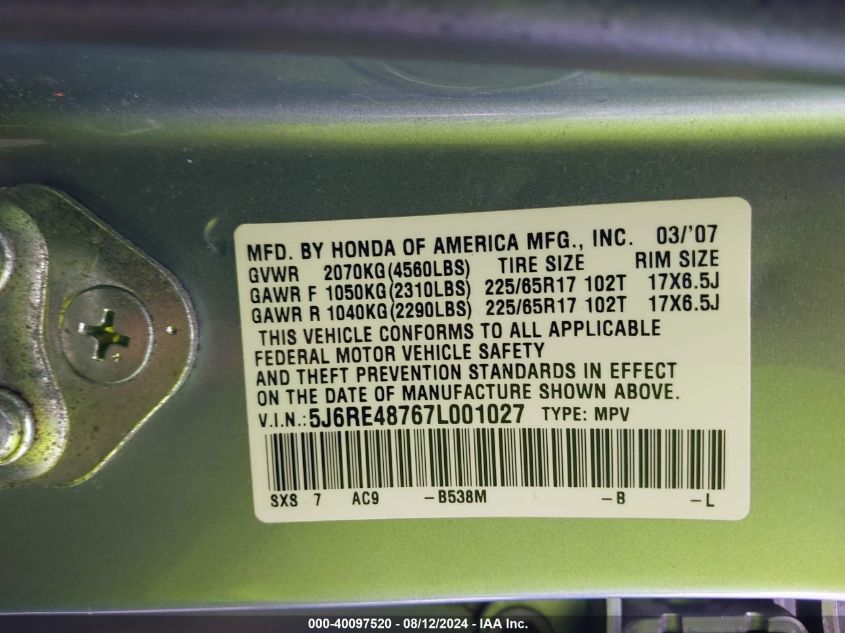 MFD. BY HONDA OF AMERICA MFG., INC. 03/'07
GVWR 2070KG(4560LBS) TIRE SIZE RIM SIZE
GAWR F 1050KG(2310LBS) 225/65R17 102T 17X6.5J
GAWR R 1040KG(2290LBS) 225/65R17 102T 17X6.5J
THIS VEHICLE CONFORMS TO ALL APPLICABLE
FEDERAL MOTOR VEHICLE SAFETY
AND THEFT PREVENTION STANDARDS IN EFFECT
ON THE DATE OF MANUFACTURE SHOWN ABOVE.
V.I.N.: 5J6RE48767L001027 TYPE: MPV
SXS 7 AC9 -B538M -B -L
000-40097520 - 08/12/2024 - IAA Inc.